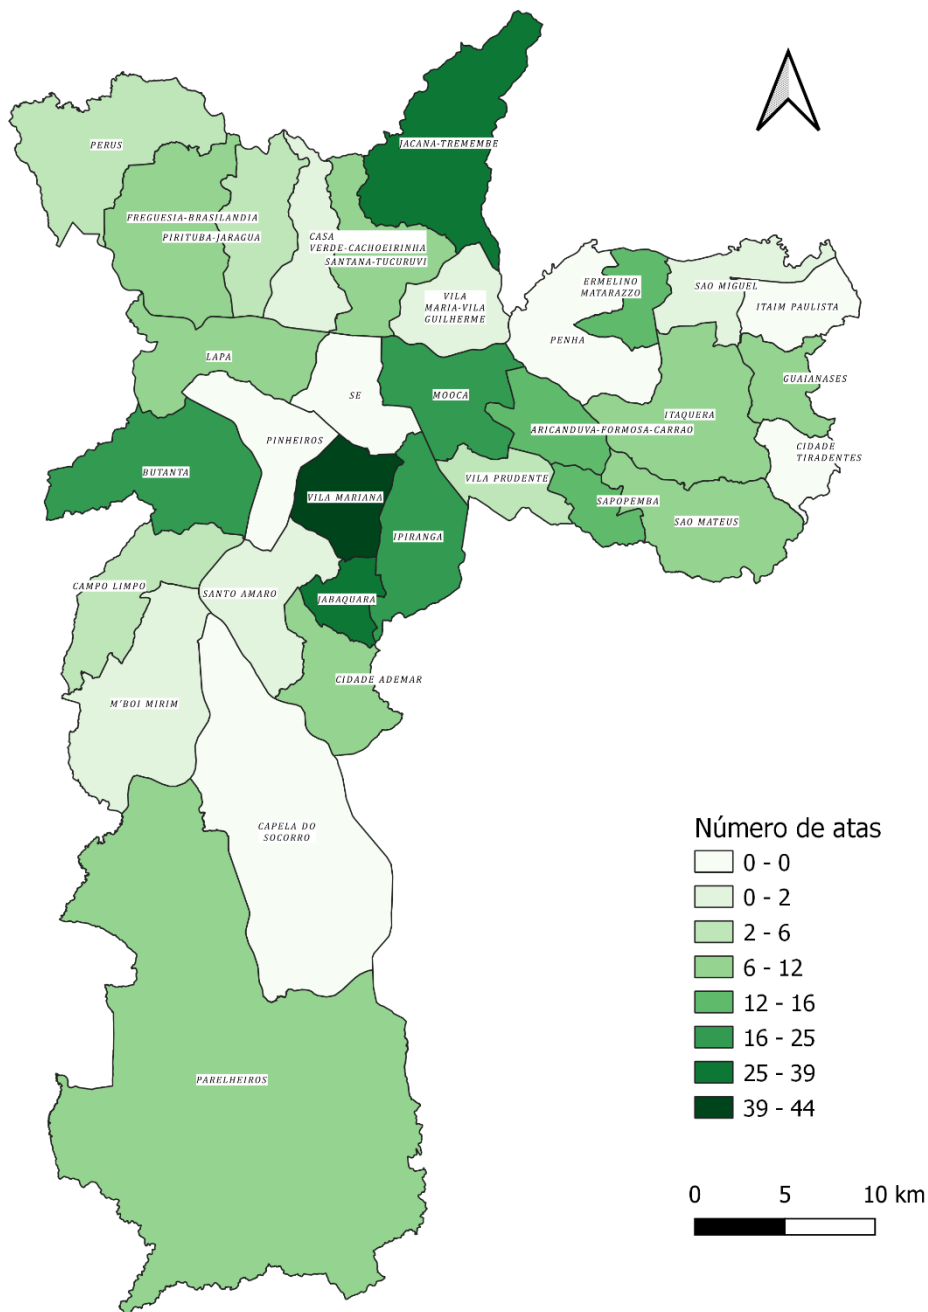 JACANA-TREMEMBE
PERUS
FREGUESIA-BRASILANDIA
PIRITUBA-JARAGUA
CASA
VERDE-CACHOEIRINHA
SANTANA-TUCURUVI
VILA
MARIA-VILA
GUILHERME
ERMELINO
MATARAZZO
SAO MIGUEL
ITAIM PAULISTA
PENHA
LAPA
SE
MOOCA
GUAIANASES
ITAQUERA
ARICANDUVA-FORMOSA-CARRAO
PINHEIROS
CIDADE
TIRADENTES
BUTANTA
VILA MARIANA
VILA PRUDENTE
SAPOPEMBA
SAO MATEUS
IPIRANGA
CAMPO LIMPO
SANTO AMARO
JABAQUARA
CIDADE ADEMAR
M'BOI MIRIM
CAPELA DO
SOCORRO
PARELHEIROS
Número de atas
0 - 0
0 - 2
2 - 6
6 - 12
12 - 16
16 - 25
25 - 39
39 - 44
0 5 10 km